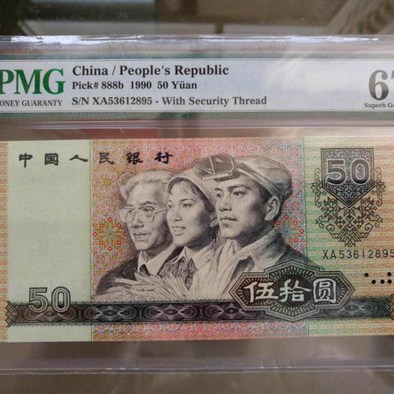 PMG
MONEY GUARANTY
China / People's Republic
Pick# 888b 1990 50 Yüan
S/N XA53612895 - With Security Thread
6
Superb Ge
中国人民银行
50
XA53612895
50
伍拾圆